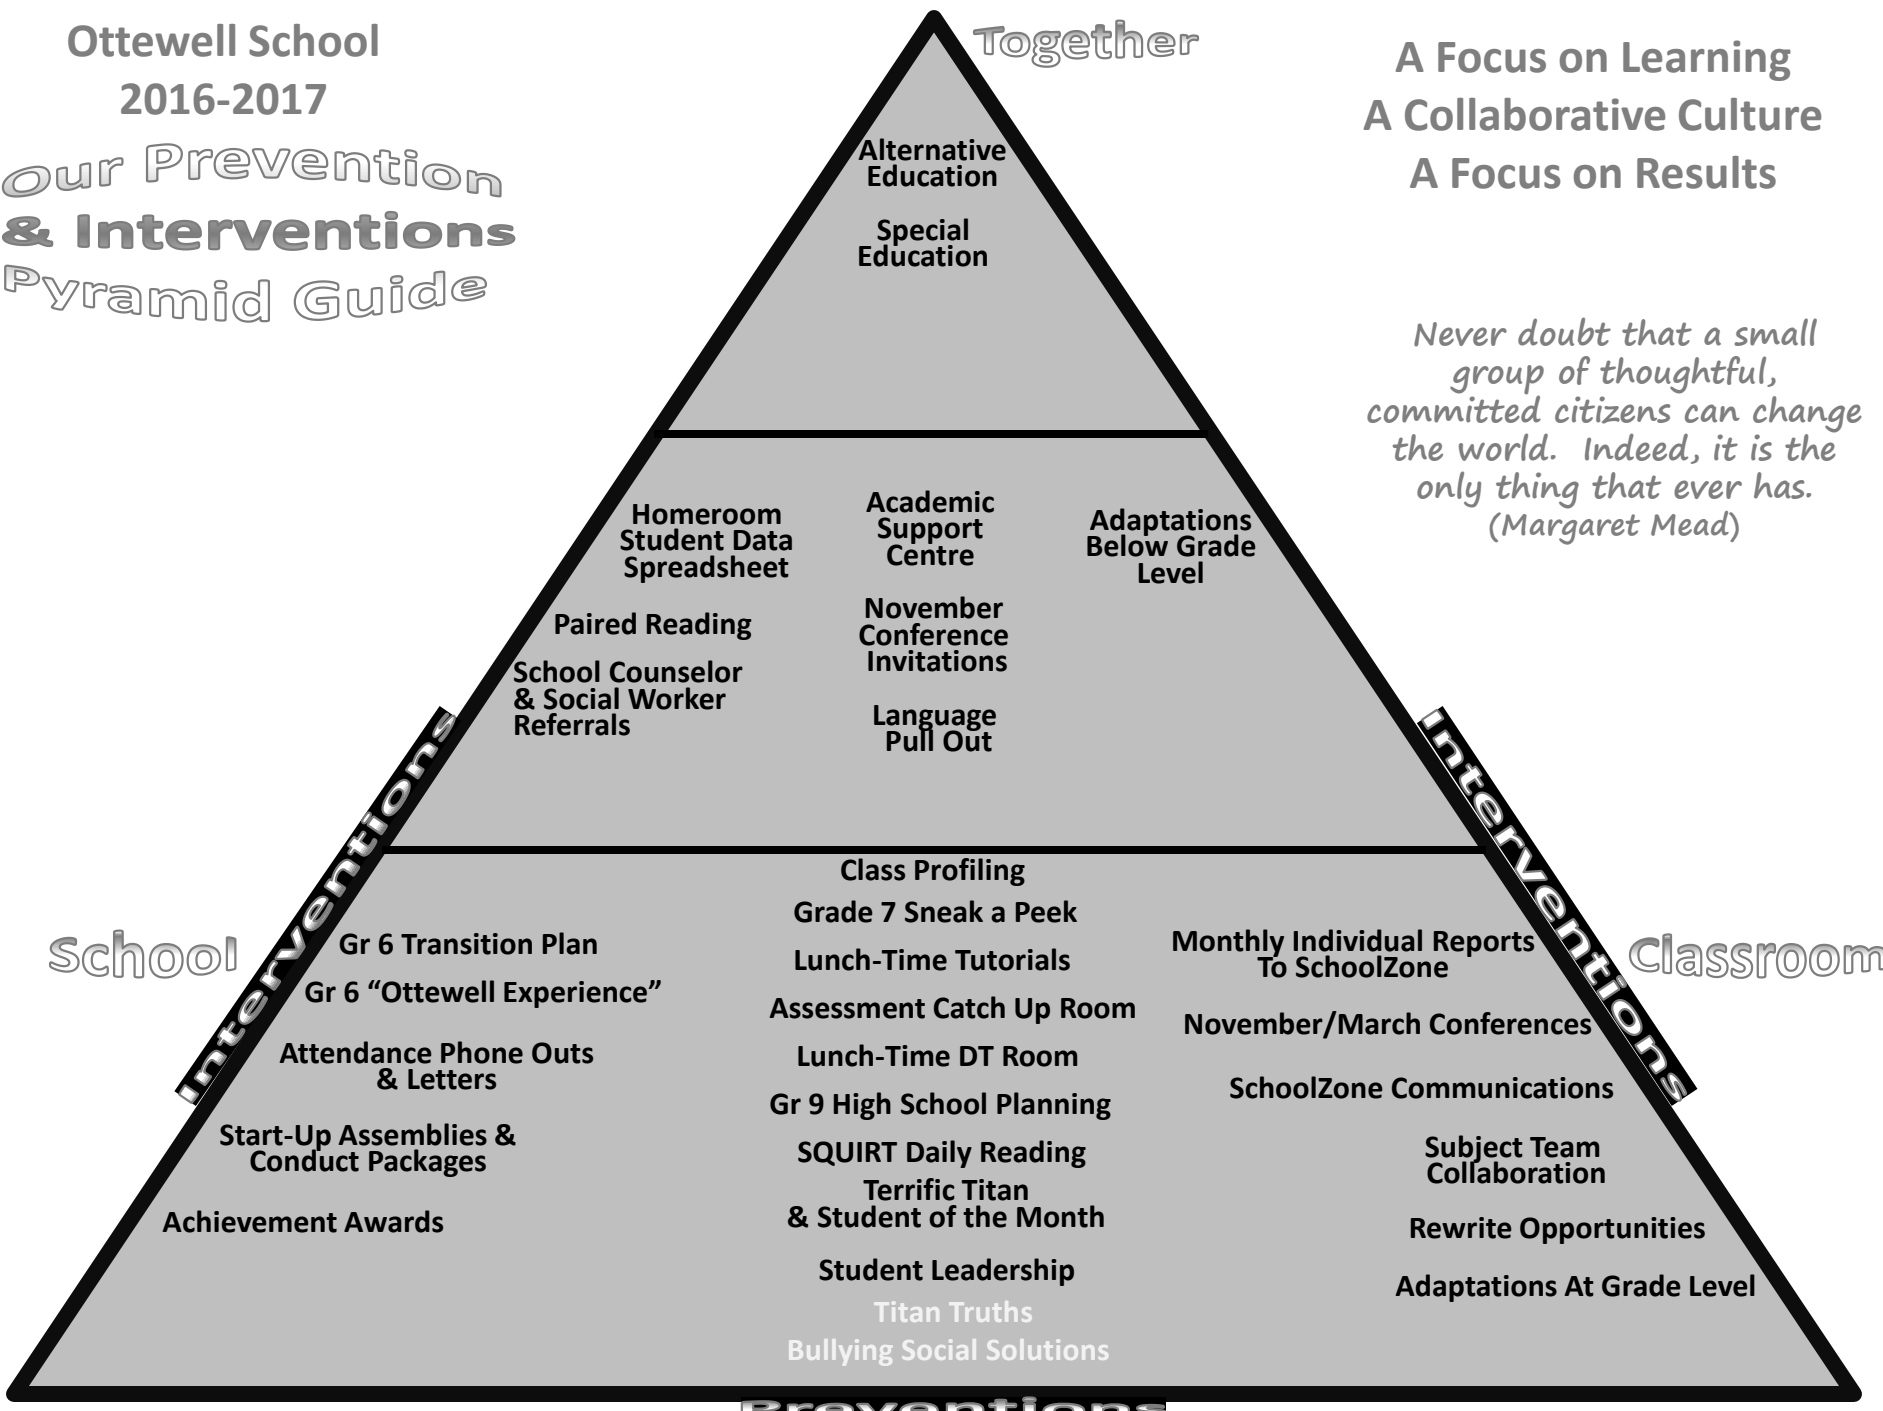 Ottewell School
2016-2017
Our Prevention
& Interventions
Pyramid Guide
Together
A Focus on Learning
A Collaborative Culture
A Focus on Results
Never doubt that a small
group of thoughtful,
committed citizens can change
the world.  Indeed, it is the
only thing that ever has.
(Margaret Mead)
Alternative
Education
Special
Education
Homeroom
Student Data
Spreadsheet
Paired Reading
School Counselor
& Social Worker
Referrals
Academic
Support
Centre
November
Conference
Invitations
Language
Pull Out
Adaptations
Below Grade
Level
Interventions
Interventions
School
Classroom
Gr 6 Transition Plan
Gr 6 “Ottewell Experience”
Attendance Phone Outs
& Letters
Start-Up Assemblies &
Conduct Packages
Achievement Awards
Class Profiling
Grade 7 Sneak a Peek
Lunch-Time Tutorials
Assessment Catch Up Room
Lunch-Time DT Room
Gr 9 High School Planning
SQUIRT Daily Reading
Terrific Titan
& Student of the Month
Student Leadership
Titan Truths
Bullying Social Solutions
Monthly Individual Reports
To SchoolZone
November/March Conferences
SchoolZone Communications
Subject Team
Collaboration
Rewrite Opportunities
Adaptations At Grade Level
Preventions